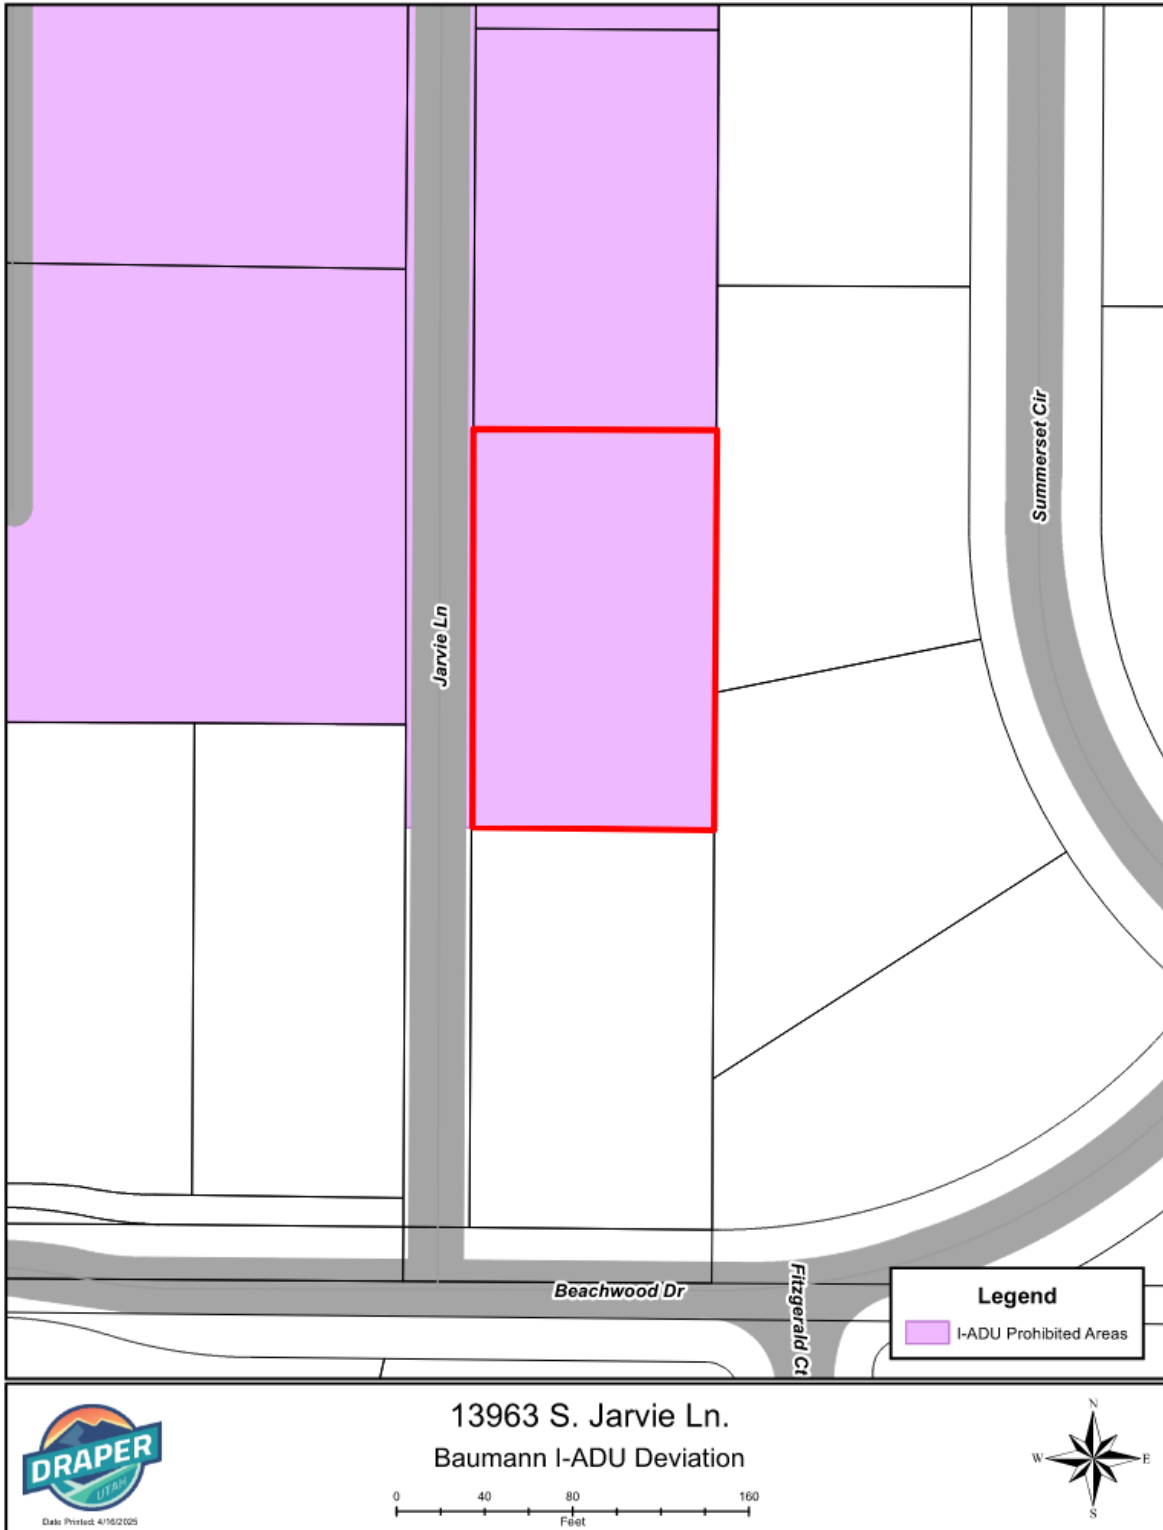 Summerset Cir
Jarvie Ln
Beachwood Dr
Fitzgerald Ct
Legend
I-ADU Prohibited Areas
DRAPER
UTAH
Date Printed: 4/16/2025
13963 S. Jarvie Ln.
Baumann I-ADU Deviation
0 40 80 160
Feet
N
W E
S